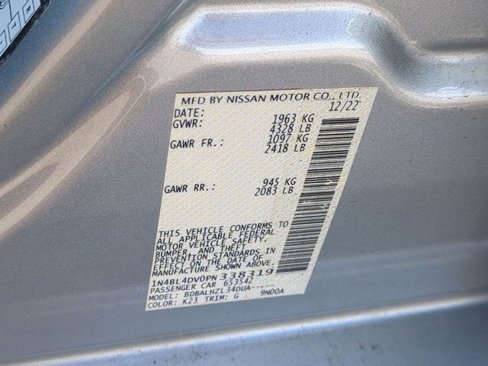 MFD BY NISSAN MOTOR CO., LTD.
DATE: 12/22
GVWR: 1963 KG
4328 LB
GAWR FR.: 1097 KG
2418 LB
GAWR RR.: 945 KG
2083 LB
THIS VEHICLE CONFORMS TO
ALL APPLICABLE FEDERAL
MOTOR VEHICLE SAFETY,
BUMPER, AND THEFT
PREVENTION STANDARDS
IN EFFECT ON THE DATE OF
MANUFACTURE SHOWN ABOVE.
1N4BL4DV0PN338319
PASSENGER CAR 653542
MODEL: BDBALHZL34DUA-----
COLOR: K23 TRIM: G 9N00A